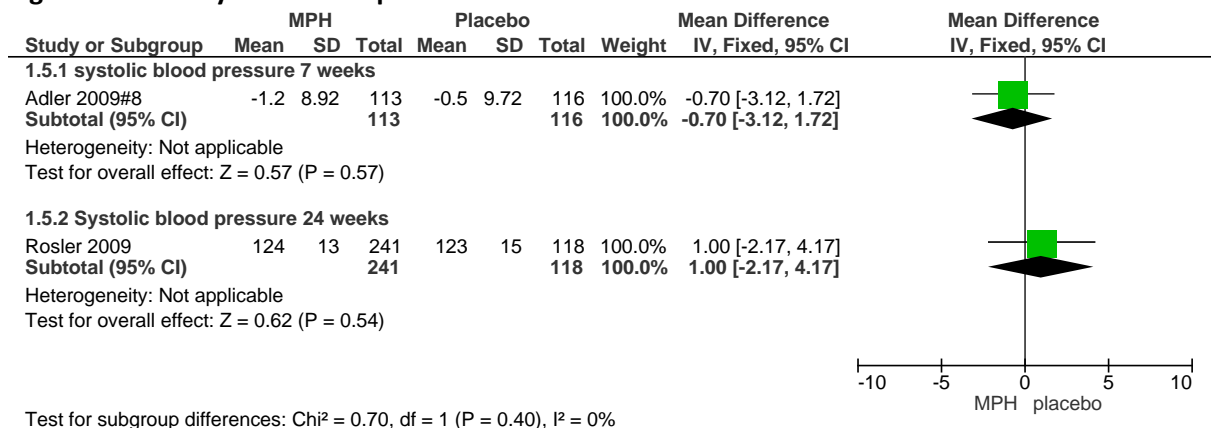 MPH Placebo Mean Difference Mean Difference
Study or Subgroup Mean SD Total Mean SD Total Weight IV, Fixed, 95% CI IV, Fixed, 95% CI
1.5.1 systolic blood pressure 7 weeks
Adler 2009#8 -1.2 8.92 113 -0.5 9.72 116 100.0% -0.70 [-3.12, 1.72]
Subtotal (95% CI) 113 116 100.0% -0.70 [-3.12, 1.72]
Heterogeneity: Not applicable
Test for overall effect: Z = 0.57 (P = 0.57)
1.5.2 Systolic blood pressure 24 weeks
Rosler 2009 124 13 241 123 15 118 100.0% 1.00 [-2.17, 4.17]
Subtotal (95% CI) 241 118 100.0% 1.00 [-2.17, 4.17]
Heterogeneity: Not applicable
Test for overall effect: Z = 0.62 (P = 0.54)
-10 -5 0 5 10
MPH placebo
Test for subgroup differences: Chi² = 0.70, df = 1 (P = 0.40), I² = 0%